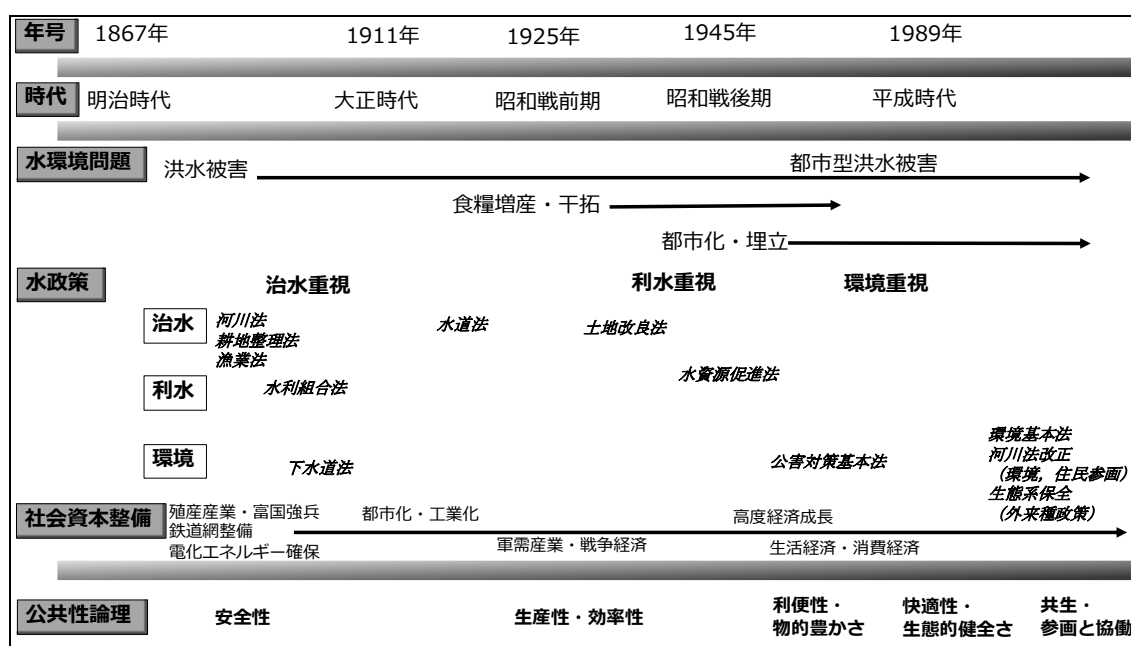 年号 1867年 1911年 1925年 1945年 1989年
時代 明治時代 大正時代 昭和戦前期 昭和戦後期 平成時代
水環境問題 洪水被害 都市型洪水被害
食糧増産・干拓
都市化・埋立
水政策 治水重視 利水重視 環境重視
治水 河川法 水道法 土地改良法
耕地整理法
漁業法
利水 水利組合法 水資源促進法
環境 下水道法 公害対策基本法 環境基本法
河川法改正
(環境，住民参画)
生態系保全
(外来種政策)
社会資本整備 殖産産業・富国強兵 都市化・工業化 高度経済成長
鉄道網整備
電化エネルギー確保 軍需産業・戦争経済 生活経済・消費経済
公共性論理 安全性 生産性・効率性 利便性・ 快適性・ 共生・
物的豊かさ 生態的健全さ 参画と協働